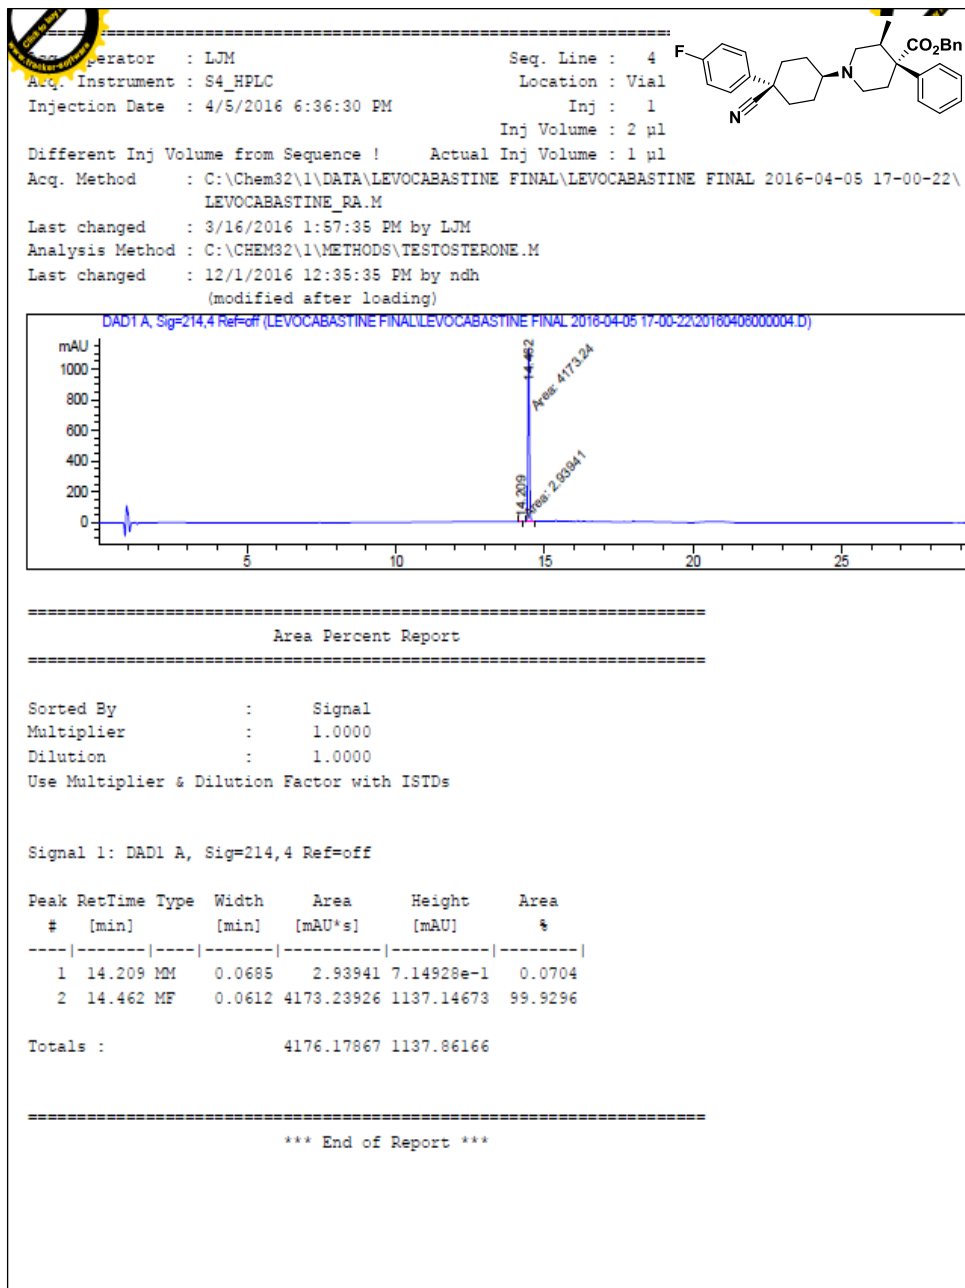 Click to buy
www.tracker-software
perator : LJM Seq. Line : 4
Acq. Instrument : S4_HPLC Location : Vial
Injection Date : 4/5/2016 6:36:30 PM Inj : 1
Inj Volume : 2 µl
Different Inj Volume from Sequence ! Actual Inj Volume : 1 µl
Acq. Method : C:\Chem32\1\DATA\LEVOCABASTINE FINAL\LEVOCABASTINE FINAL 2016-04-05 17-00-22\
LEVOCABASTINE_RA.M
Last changed : 3/16/2016 1:57:35 PM by LJM
Analysis Method : C:\CHEM32\1\METHODS\TESTOSTERONE.M
Last changed : 12/1/2016 12:35:35 PM by ndh
(modified after loading)
F
N
N
CO2Bn
DAD1 A, Sig=214,4 Ref=off (LEVOCABASTINE FINAL\LEVOCABASTINE FINAL 2016-04-05 17-00-22\20160406000004.D)
mAU
1000
800
600
400
200
0
14.209
Area: 2.93941
14.462
Area: 4173.24
5 10 15 20 25
======================================================================
Area Percent Report
======================================================================
Sorted By : Signal
Multiplier : 1.0000
Dilution : 1.0000
Use Multiplier & Dilution Factor with ISTDs
Signal 1: DAD1 A, Sig=214,4 Ref=off
Peak RetTime Type Width Area Height Area
# [min] [min] [mAU*s] [mAU] %
----|-------|----|-------|----------|----------|--------|
1 14.209 MM 0.0685 2.93941 7.14928e-1 0.0704
2 14.462 MF 0.0612 4173.23926 1137.14673 99.9296
Totals : 4176.17867 1137.86166
======================================================================
*** End of Report ***